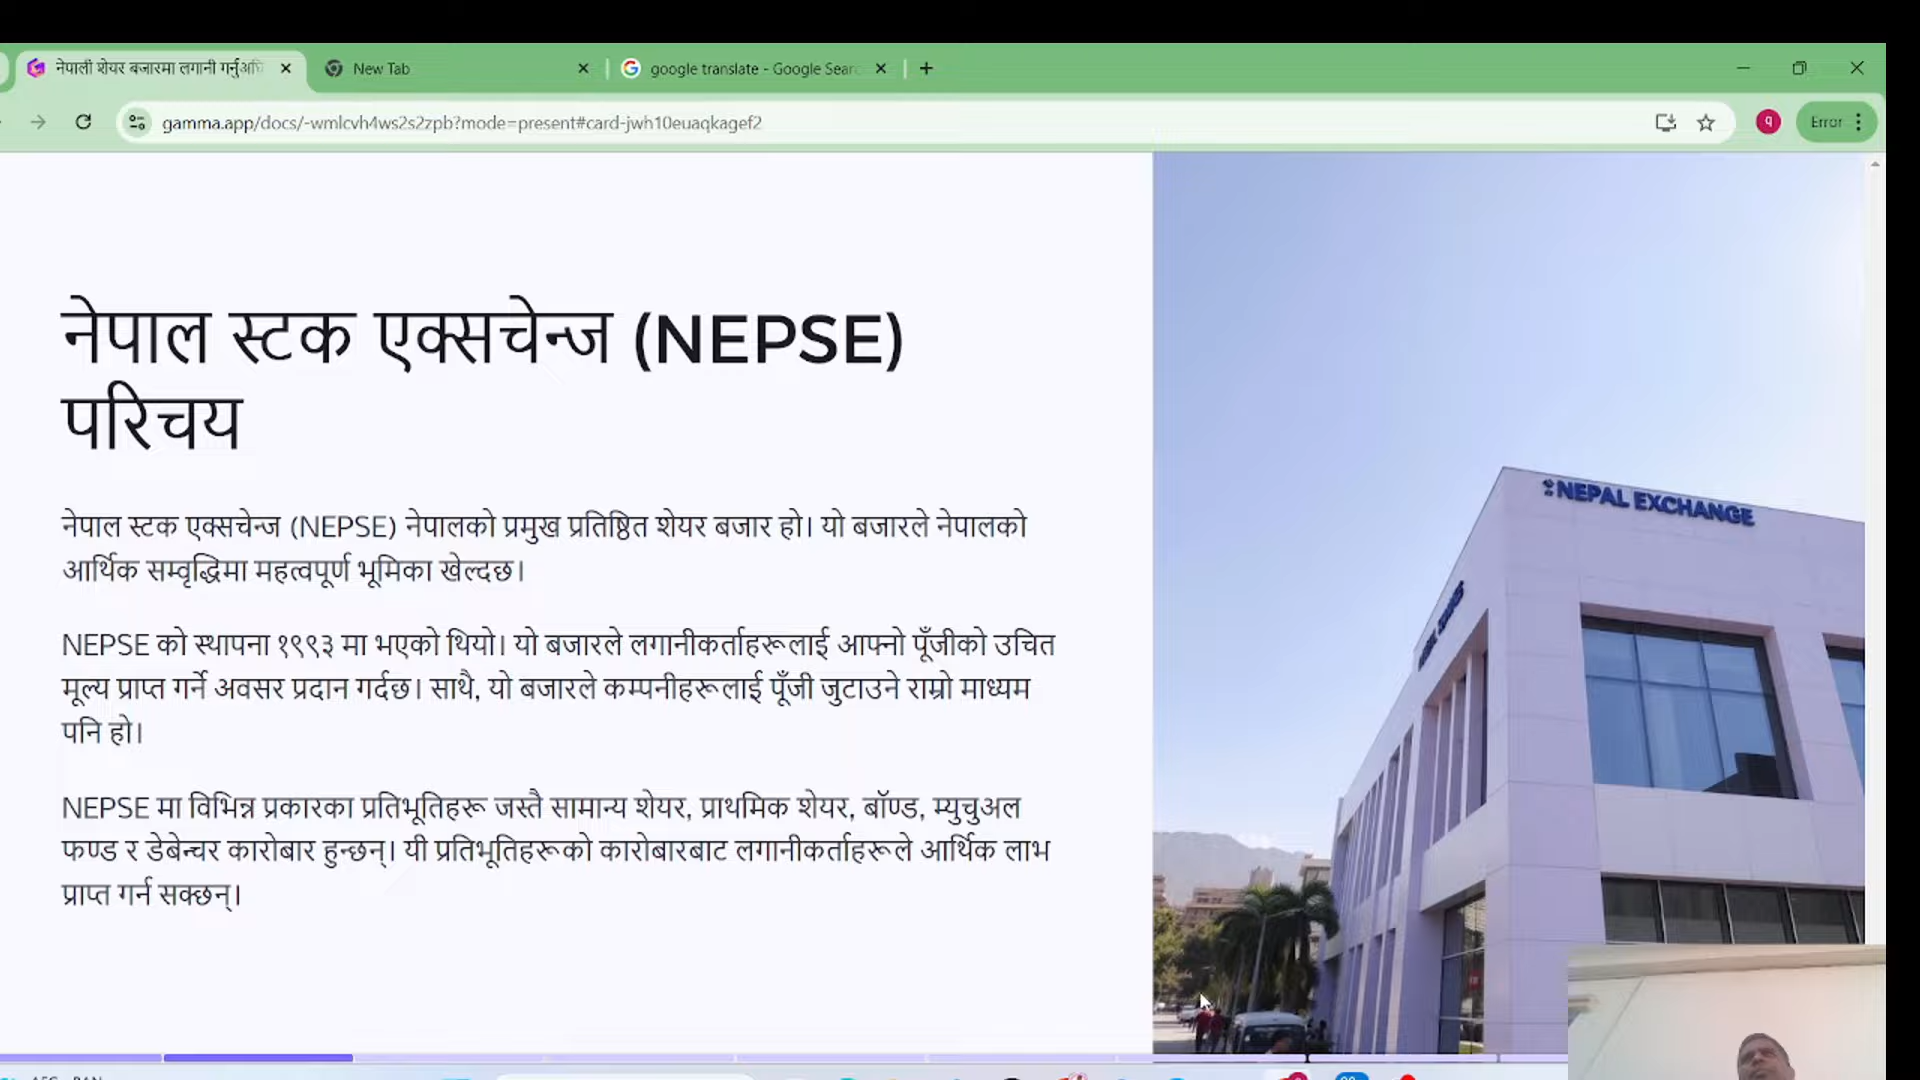 नेपाली शेयर बजारमा लगानी गर्नुअघि
New Tab
google translate - Google Sear
gamma.app/docs/-wmlcvh4ws2s2zpb?mode=present#card-jwh10euaqkagef2
q
Error
नेपाल स्टक एक्सचेन्ज (NEPSE)
परिचय
नेपाल स्टक एक्सचेन्ज (NEPSE) नेपालको प्रमुख प्रतिष्ठित शेयर बजार हो। यो बजारले नेपालको
आर्थिक सम्वृद्धिमा महत्वपूर्ण भूमिका खेल्दछ।
NEPSE को स्थापना १९९३ मा भएको थियो। यो बजारले लगानीकर्ताहरूलाई आफ्नो पूँजीको उचित
मूल्य प्राप्त गर्ने अवसर प्रदान गर्दछ। साथै, यो बजारले कम्पनीहरूलाई पूँजी जुटाउने राम्रो माध्यम
पनि हो।
NEPSE मा विभिन्न प्रकारका प्रतिभूतिहरू जस्तै सामान्य शेयर, प्राथमिक शेयर, बॉण्ड, म्युचुअल
फण्ड र डेबेन्चर कारोबार हुन्छन्। यी प्रतिभूतिहरूको कारोबारबाट लगानीकर्ताहरूले आर्थिक लाभ
प्राप्त गर्न सक्छन्।
NEPAL EXCHANGE